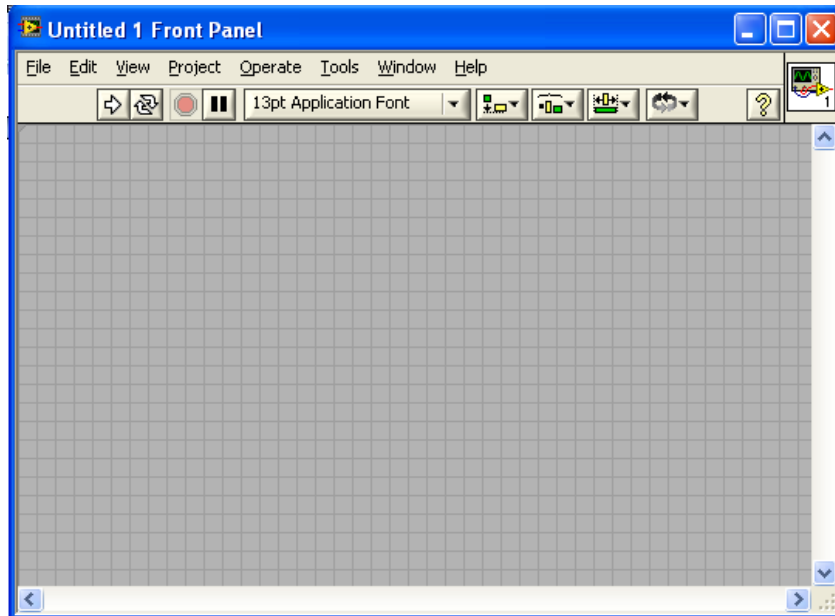 Untitled 1 Front Panel
File Edit View Project Operate Tools Window Help
13pt Application Font
?
1